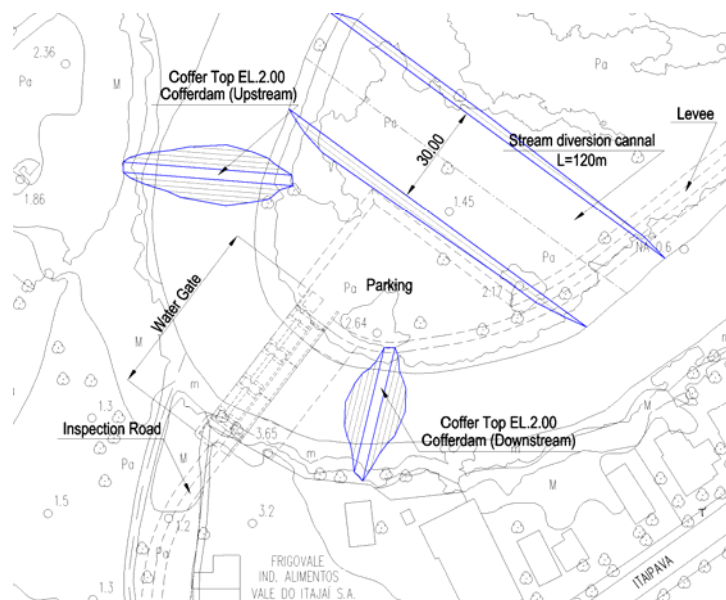 2.36
Pa
M
Coffer Top EL.2.00
Cofferdam (Upstream)
Pa
Pa
Levee
30.00
Stream diversion cannal
L=120m
1.86
1.45
Pa
NA 0.6
Water Gate
Parking
Pa
2.17
2.64
M
m
m
1.3
3.65
Coffer Top EL.2.00
Cofferdam (Downstream)
M
Inspection Road
m
m
Pa
M
M
1.5
1.2
3.2
Pa
T
FRIGOVALE
IND. ALIMENTOS
VALE DO ITAJAÍ S.A.
ITAIPAVA
1.3